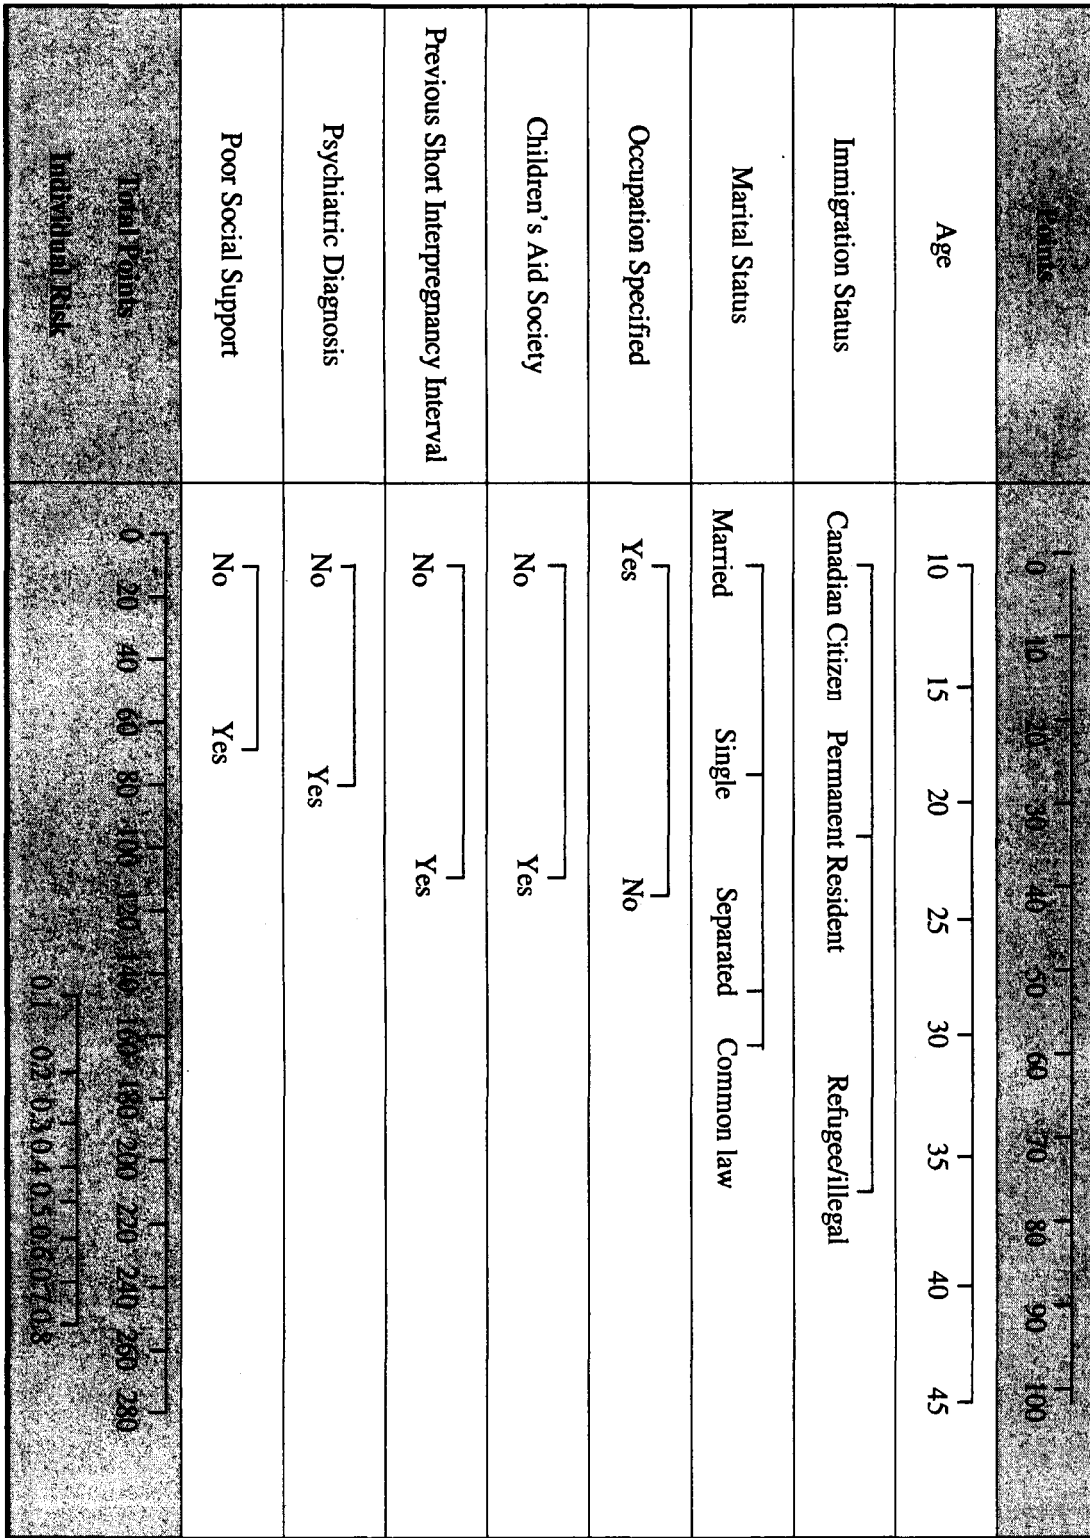 Points
0 10 20 30 40 50 60 70 80 90 100
Age
10 15 20 25 30 35 40 45
Immigration Status
Canadian Citizen Permanent Resident Refugee/illegal
Marital Status
Married Single Separated Common law
Occupation Specified
Yes No
Children's Aid Society
No Yes
Previous Short Interpregnancy Interval
No Yes
Psychiatric Diagnosis
No Yes
Poor Social Support
No Yes
Total Points
0 20 40 60 80 100 120 140 160 180 200 220 240 260 280
Individual Risk
0.1 0.2 0.3 0.4 0.5 0.6 0.7 0.8